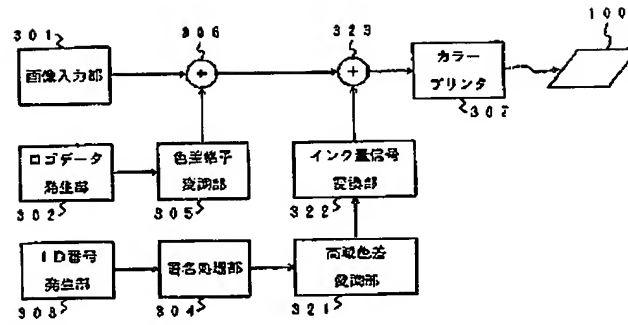 301
306
323
100
画像入力部
+
+
カラー
プリンタ
307
ロゴデータ
発生部
302
色差格子
変調部
305
インク量信号
変換部
322
ID番号
発生部
303
署名処理部
304
高域色差
変調部
321